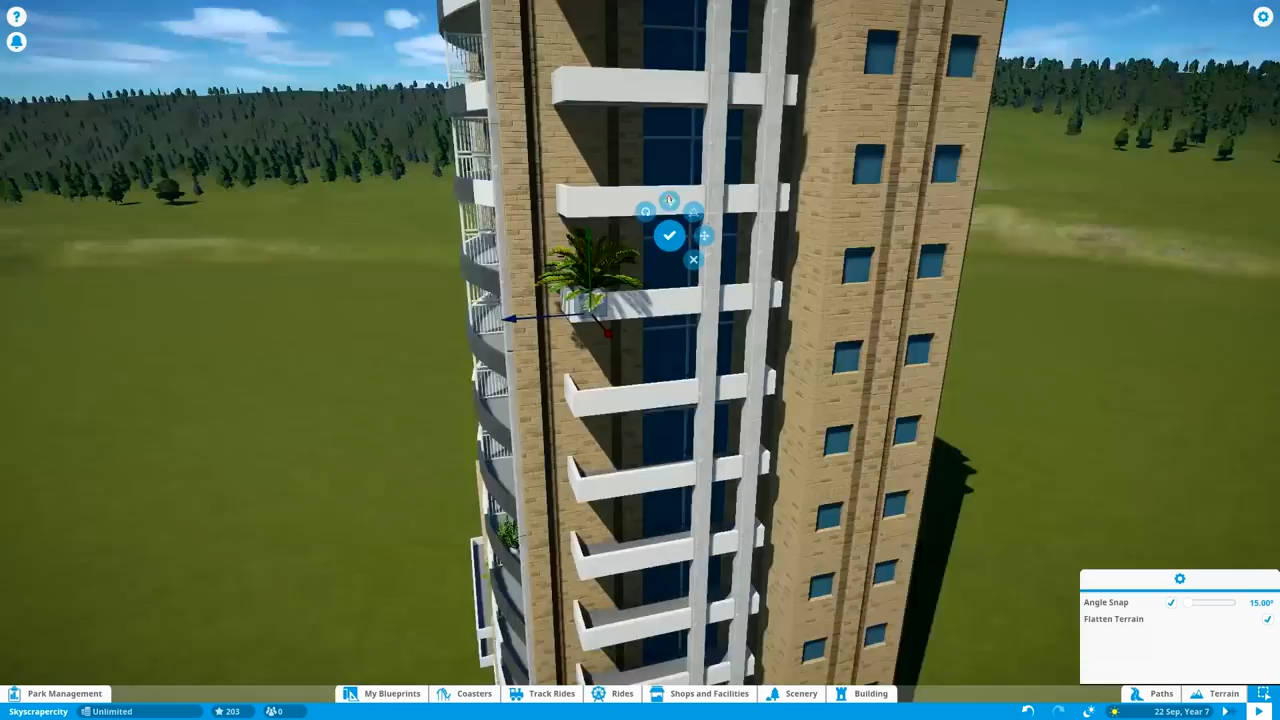 ?
Angle Snap 15.00°
Flatten Terrain
Park Management My Blueprints Coasters Track Rides Rides Shops and Facilities Scenery Building Paths Terrain
Skyscrapercity Unlimited 203 0 22 Sep, Year 7